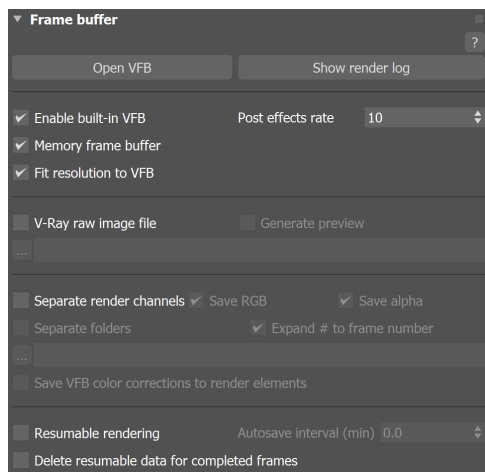 Frame buffer
?
Open VFB Show render log
Enable built-in VFB Post effects rate 10
Memory frame buffer
Fit resolution to VFB
V-Ray raw image file Generate preview
...
Separate render channels Save RGB Save alpha
Separate folders Expand # to frame number
...
Save VFB color corrections to render elements
Resumable rendering Autosave interval (min) 0.0
Delete resumable data for completed frames